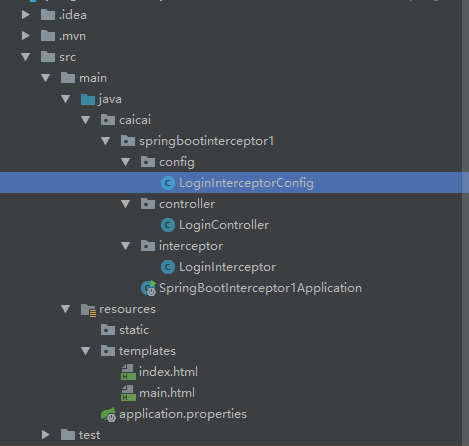 .idea
.mvn
src
main
java
caicai
springbootinterceptor1
config
LoginInterceptorConfig
controller
LoginController
interceptor
LoginInterceptor
SpringBootInterceptor1Application
resources
static
templates
index.html
main.html
application.properties
test